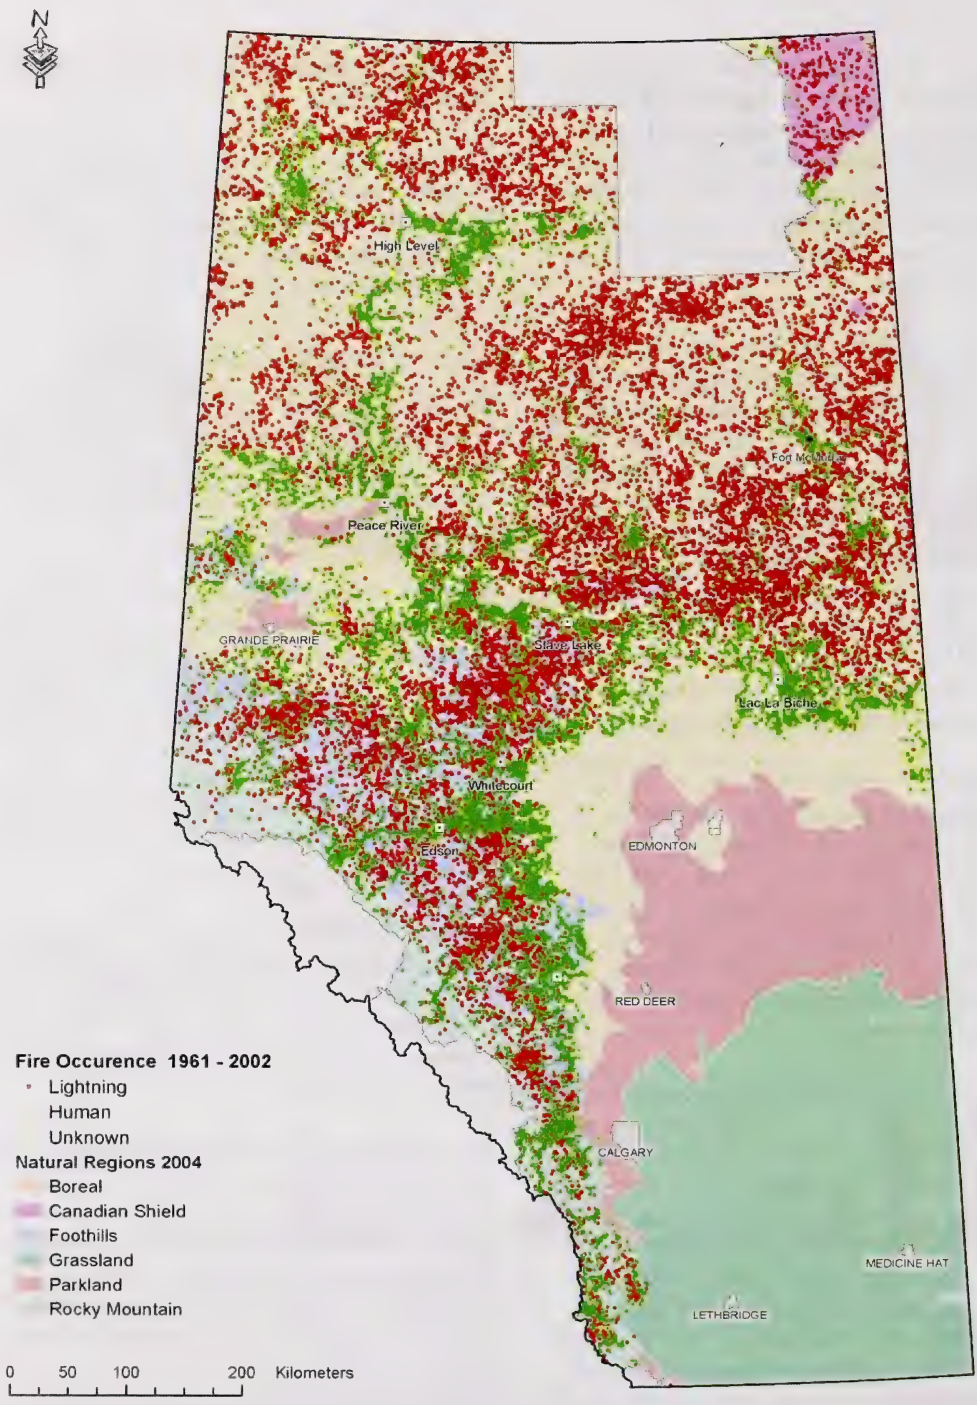 N
High Level
Fort McMurray
Peace River
GRANDE PRAIRIE
Slave Lake
Lac La Biche
Whitecourt
EDMONTON
Edson
RED DEER
Fire Occurence 1961 - 2002
Lightning
Human
Unknown
Natural Regions 2004
Boreal
Canadian Shield
Foothills
Grassland
Parkland
Rocky Mountain
CALGARY
MEDICINE HAT
LETHBRIDGE
0 50 100 200 Kilometers